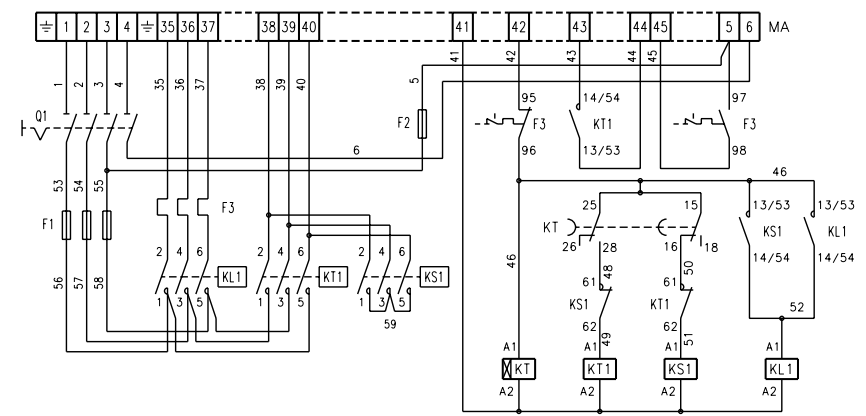 1 2 3 4 35 36 37 38 39 40 41 42 43 44 45 5 6 MA
1 2 3 4 35 36 37 38 39 40 5 41 42 43 44 45
Q1 F2 95 14/54 97
F3 KT1 F3
6 96 13/53 98
53 54 55 46
F1 F3 25 15 13/53 13/53
KT KS1 KL1
26 28 16 18 14/54 14/54
2 4 6 2 4 6 2 4 6 46 48 50
56 57 58 KL1 KT1 KS1 61 61
1 3 5 1 3 5 1 3 5 KS1 KT1 52
59 62 62
49 51
A1 A1 A1 A1
KT KT1 KS1 KL1
A2 A2 A2 A2